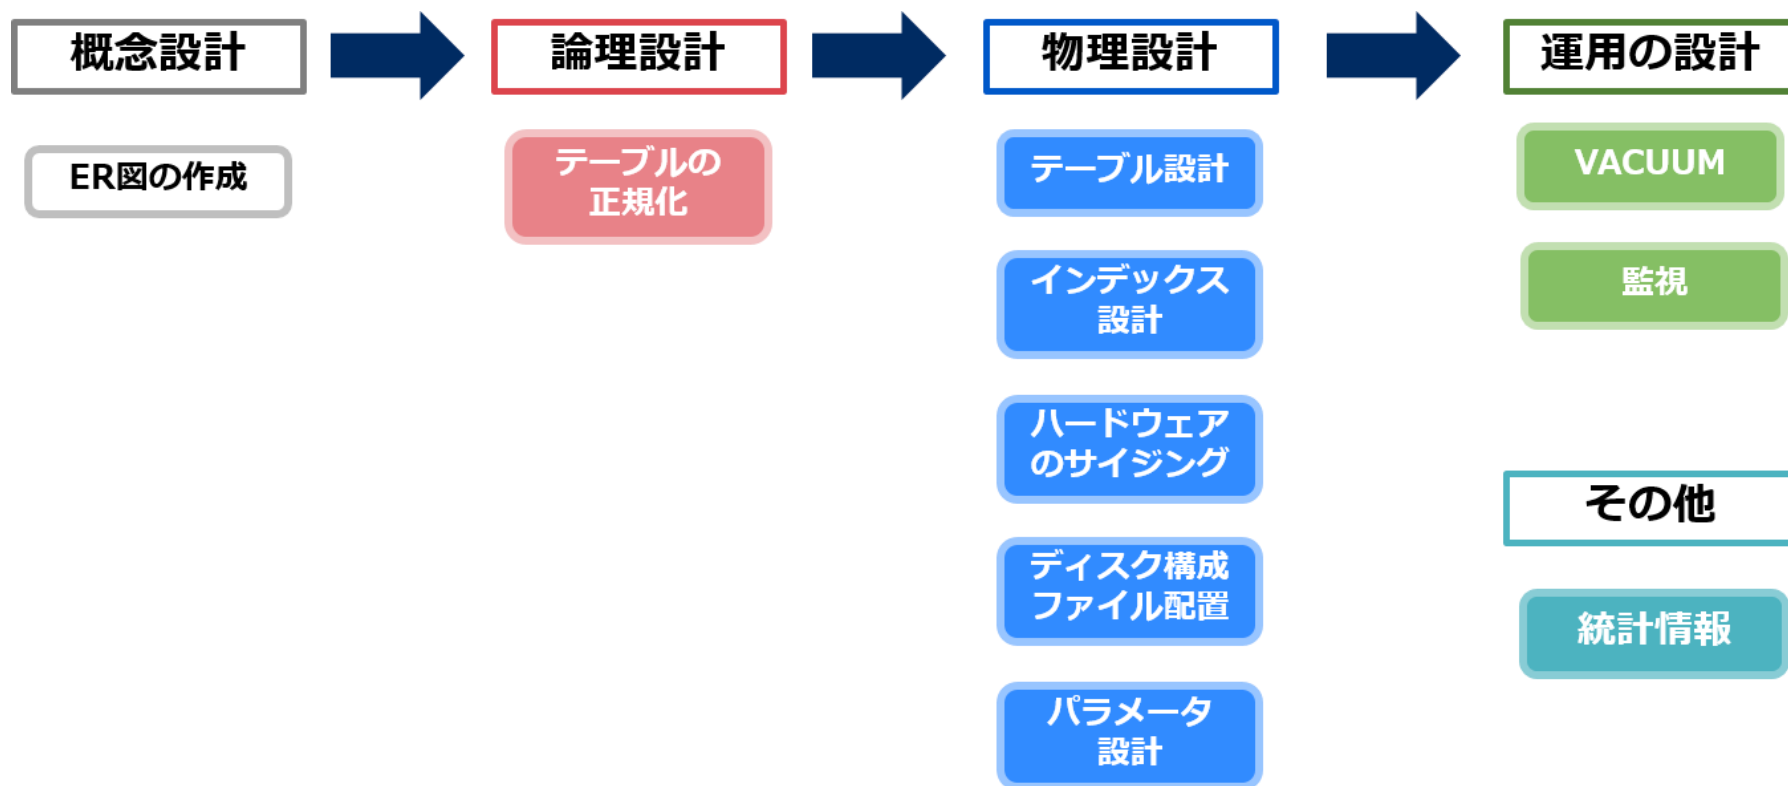 概念設計
論理設計
物理設計
運用の設計
ER図の作成
テーブルの
正規化
テーブル設計
インデックス
設計
ハードウェア
のサイジング
ディスク構成
ファイル配置
パラメータ
設計
VACUUM
監視
その他
統計情報